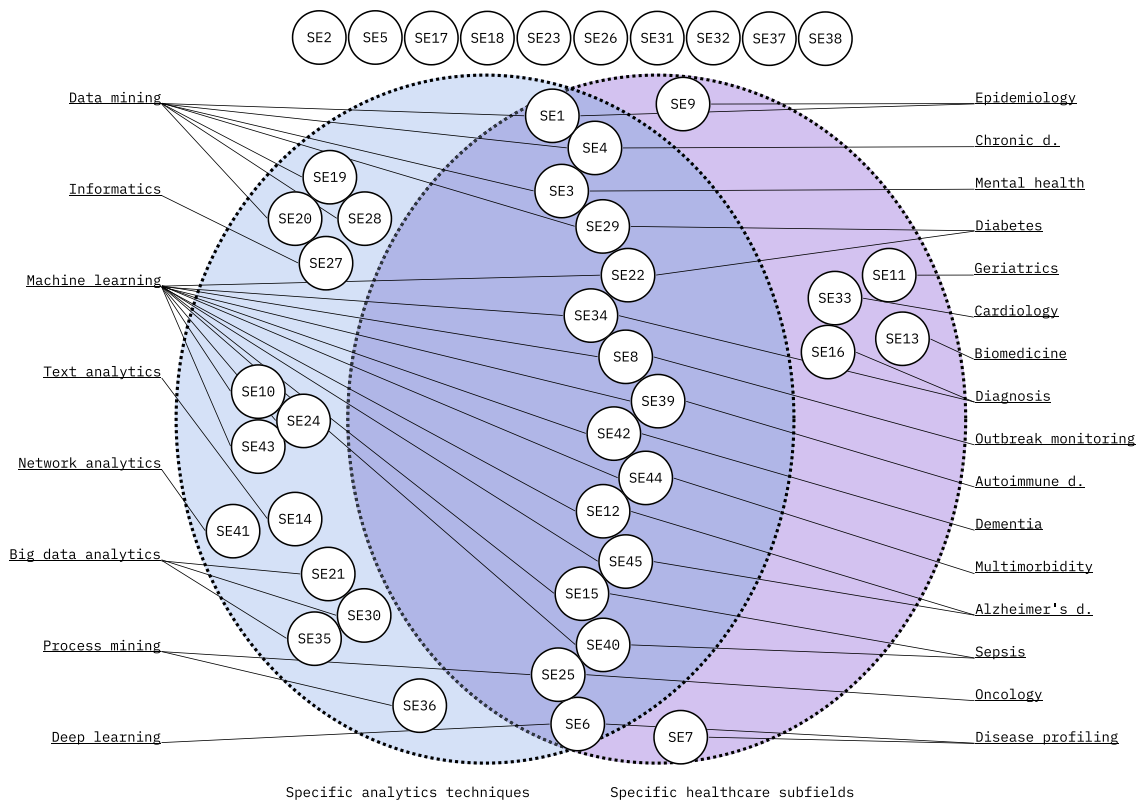 SE2 SE5 SE17 SE18 SE23 SE26 SE31 SE32 SE37 SE38
Data mining
Informatics
Machine learning
Text analytics
Network analytics
Big data analytics
Process mining
Deep learning
SE19
SE20 SE28
SE27
SE10
SE24
SE43
SE41 SE14
SE21
SE30
SE35
SE36
SE1
SE4
SE3
SE29
SE22
SE34
SE8
SE39
SE42
SE44
SE12
SE45
SE15
SE40
SE25
SE6
SE9
SE11
SE33
SE13
SE16
SE7
Epidemiology
Chronic d.
Mental health
Diabetes
Geriatrics
Cardiology
Biomedicine
Diagnosis
Outbreak monitoring
Autoimmune d.
Dementia
Multimorbidity
Alzheimer's d.
Sepsis
Oncology
Disease profiling
Specific analytics techniques
Specific healthcare subfields